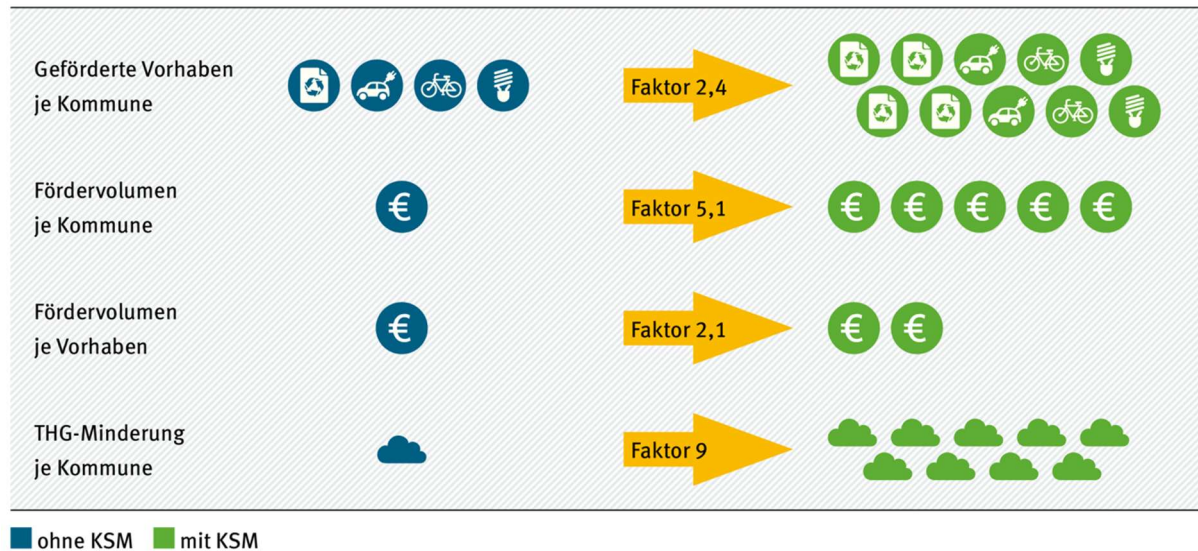 Geförderte Vorhaben
je Kommune
Faktor 2,4
Fördervolumen
je Kommune
€
Faktor 5,1
€ € € € €
Fördervolumen
je Vorhaben
€
Faktor 2,1
€ €
THG-Minderung
je Kommune
Faktor 9
ohne KSM mit KSM